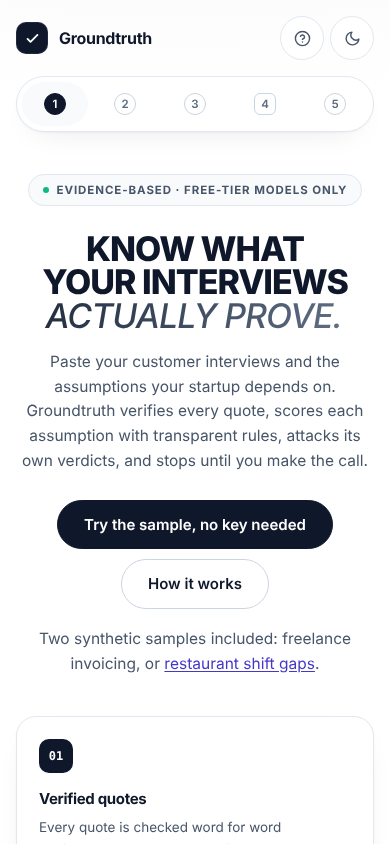 Groundtruth
1 2 3 4 5
EVIDENCE-BASED · FREE-TIER MODELS ONLY
KNOW WHAT
YOUR INTERVIEWS
ACTUALLY PROVE.
Paste your customer interviews and the
assumptions your startup depends on.
Groundtruth verifies every quote, scores each
assumption with transparent rules, attacks its
own verdicts, and stops until you make the call.
Try the sample, no key needed
How it works
Two synthetic samples included: freelance
invoicing, or restaurant shift gaps.
01
Verified quotes
Every quote is checked word for word